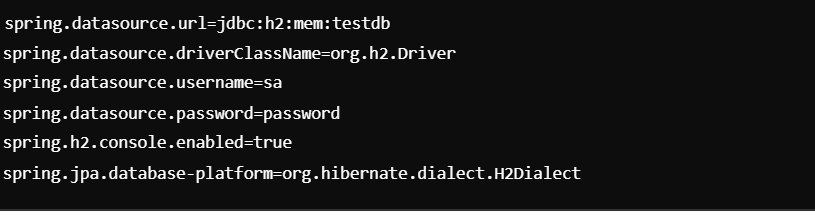 spring.datasource.url=jdbc:h2:mem:testdb
spring.datasource.driverClassName=org.h2.Driver
spring.datasource.username=sa
spring.datasource.password=password
spring.h2.console.enabled=true
spring.jpa.database-platform=org.hibernate.dialect.H2Dialect